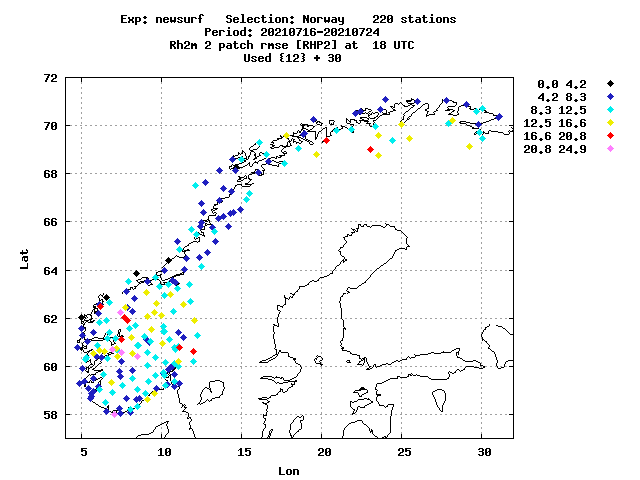 Exp: newsurf Selection: Norway 220 stations
Period: 20210716-20210724
Rh2m 2 patch rmse [RHP2] at 18 UTC
Used {12} + 30
72
70
68
66
64
62
60
58
Lat
5 10 15 20 25 30
Lon
0.0 4.2
4.2 8.3
8.3 12.5
12.5 16.6
16.6 20.8
20.8 24.9